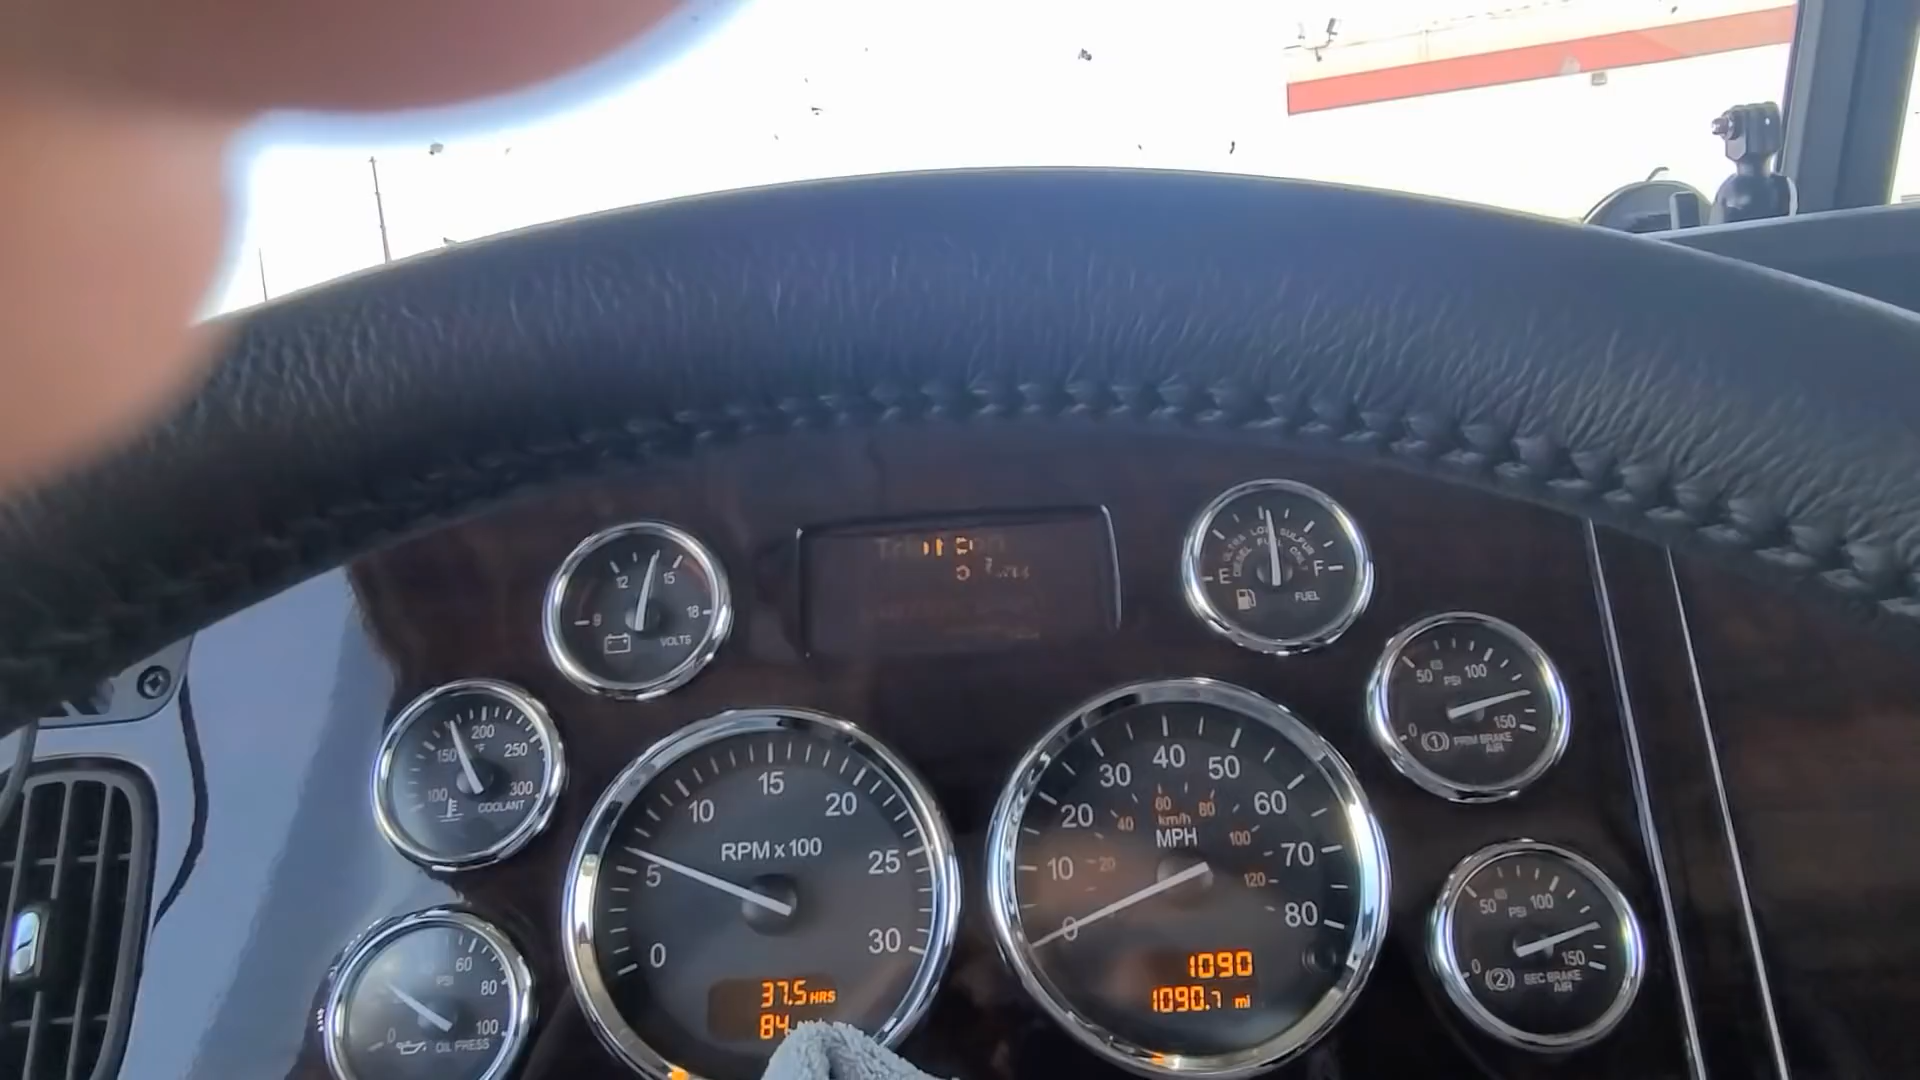 12
15
9
18
VOLTS
ULTRA LOW SULFUR
DIESEL FUEL ONLY
E
F
FUEL
50
100
PSI
0
150
(1) PRIM BRAKE
AIR
150
200
°F
250
100
300
COOLANT
15
10
20
RPM x 100
5
25
0
30
37.5 HRS
84
40
30
50
20
60
60
80
km/h
40
MPH
100
10
20
70
120
0
80
1090
1090.7 mi
50
100
PSI
0
150
(2) SEC BRAKE
AIR
PSI
60
80
0
100
OIL PRESS